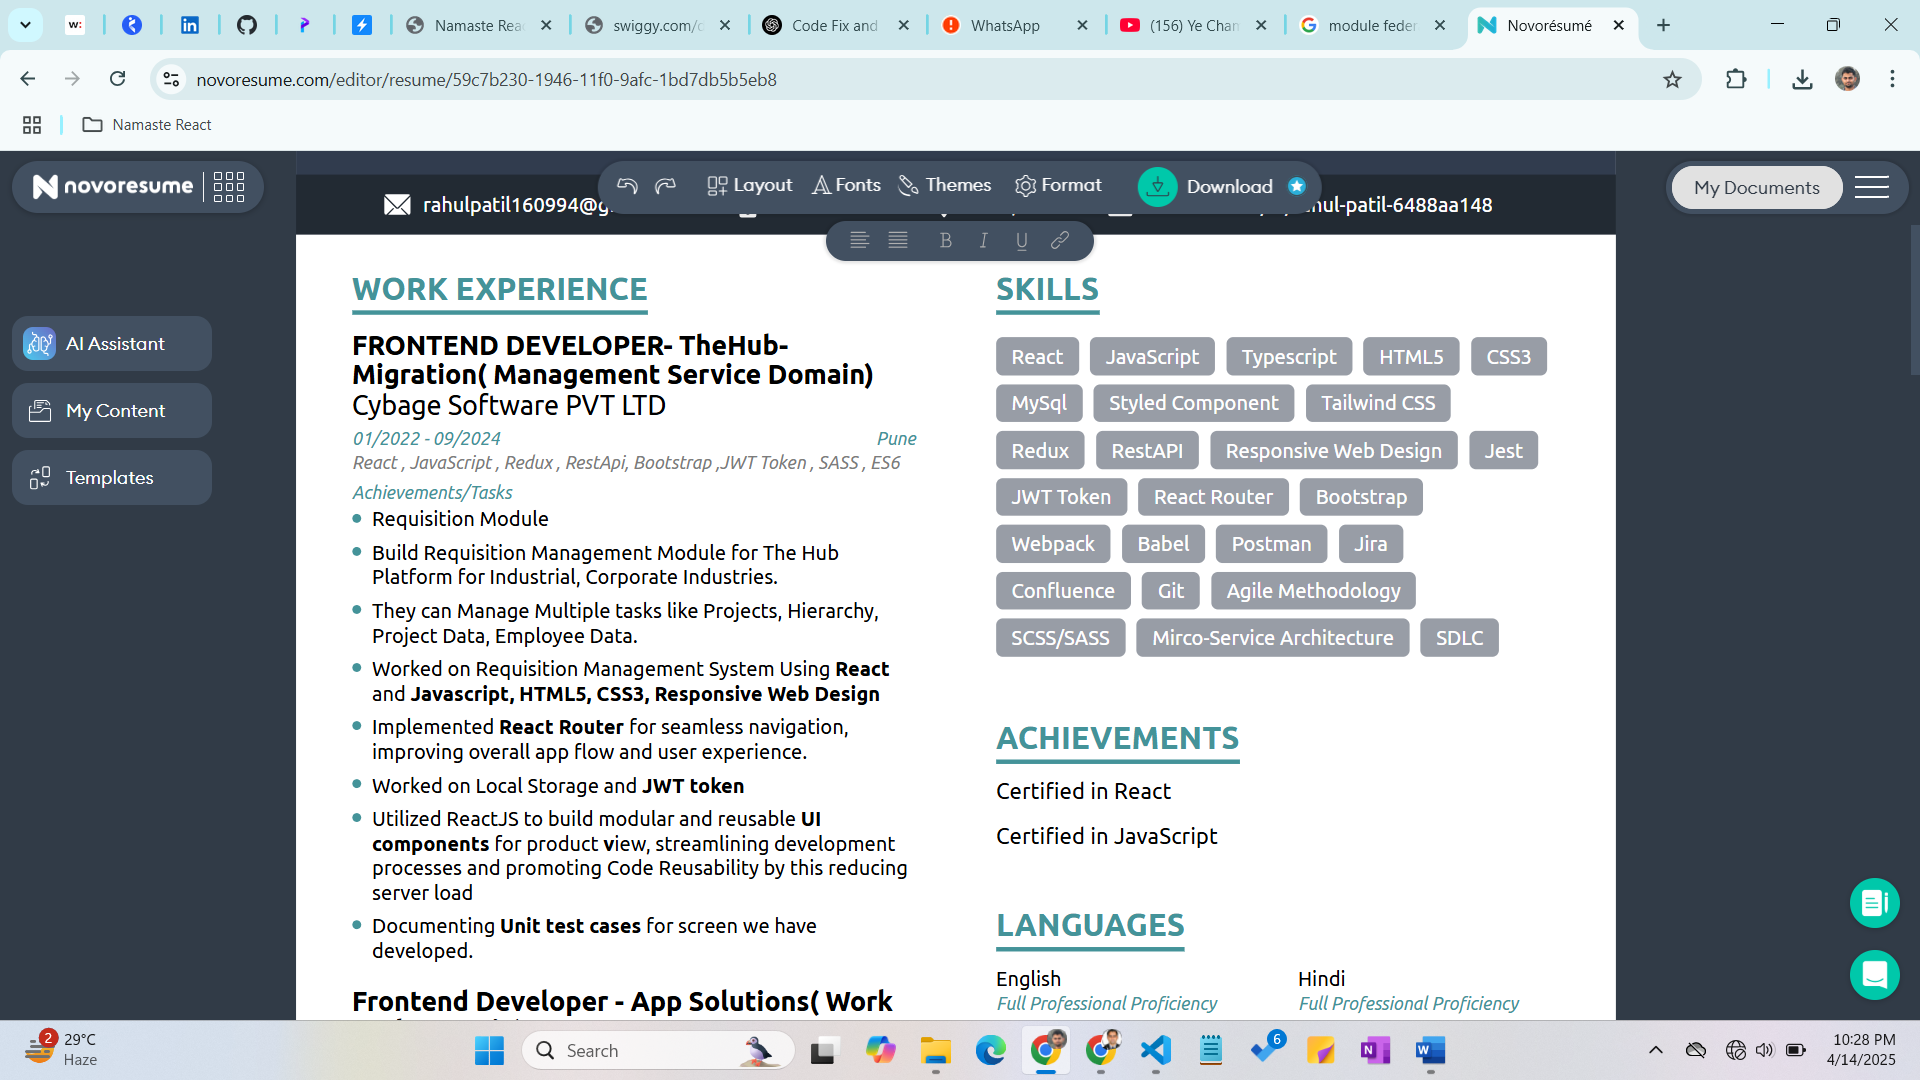 Namaste Rea
swiggy.com/d
Code Fix and
WhatsApp
(156) Ye Chan
module feder
Novorésumé
novoresume.com/editor/resume/59c7b230-1946-11f0-9afc-1bd7db5b5eb8
Namaste React
novoresume
Layout
Fonts
Themes
Format
Download
My Documents
rahulpatil160994@g
ul-patil-6488aa148
B I U
AI Assistant
My Content
Templates
WORK EXPERIENCE
FRONTEND DEVELOPER- TheHub-
Migration( Management Service Domain)
Cybage Software PVT LTD
01/2022 - 09/2024 Pune
React , JavaScript , Redux , RestApi, Bootstrap ,JWT Token , SASS , ES6
Achievements/Tasks
Requisition Module
Build Requisition Management Module for The Hub
Platform for Industrial, Corporate Industries.
They can Manage Multiple tasks like Projects, Hierarchy,
Project Data, Employee Data.
Worked on Requisition Management System Using React
and Javascript, HTML5, CSS3, Responsive Web Design
Implemented React Router for seamless navigation,
improving overall app flow and user experience.
Worked on Local Storage and JWT token
Utilized ReactJS to build modular and reusable UI
components for product view, streamlining development
processes and promoting Code Reusability by this reducing
server load
Documenting Unit test cases for screen we have
developed.
Frontend Developer - App Solutions( Work
SKILLS
React JavaScript Typescript HTML5 CSS3
MySql Styled Component Tailwind CSS
Redux RestAPI Responsive Web Design Jest
JWT Token React Router Bootstrap
Webpack Babel Postman Jira
Confluence Git Agile Methodology
SCSS/SASS Mirco-Service Architecture SDLC
ACHIEVEMENTS
Certified in React
Certified in JavaScript
LANGUAGES
English Hindi
Full Professional Proficiency Full Professional Proficiency
2
29°C
Haze
Search
6
10:28 PM
4/14/2025